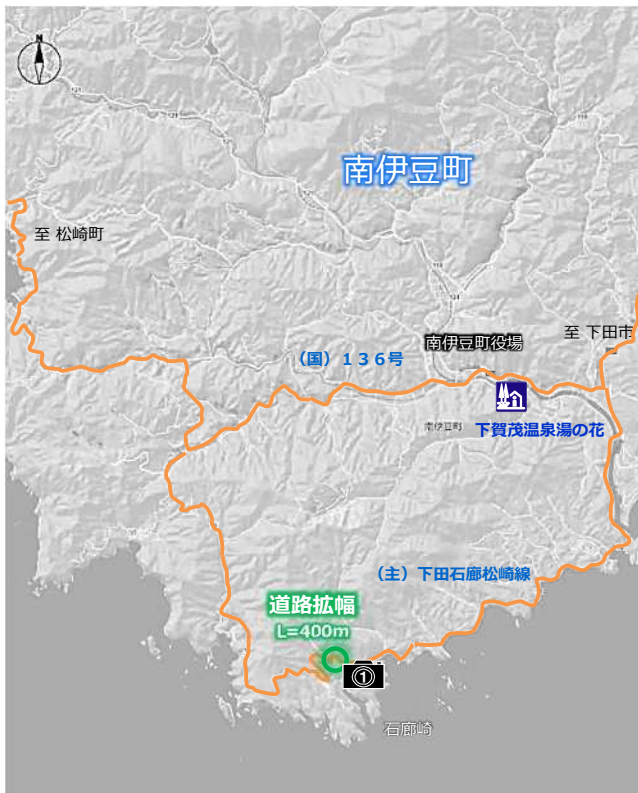 N
南伊豆町
至 松崎町
至 下田市
南伊豆町役場
（国）１３６号
南伊豆町
下賀茂温泉湯の花
（主）下田石廊松崎線
道路拡幅
L=400m
①
石廊崎